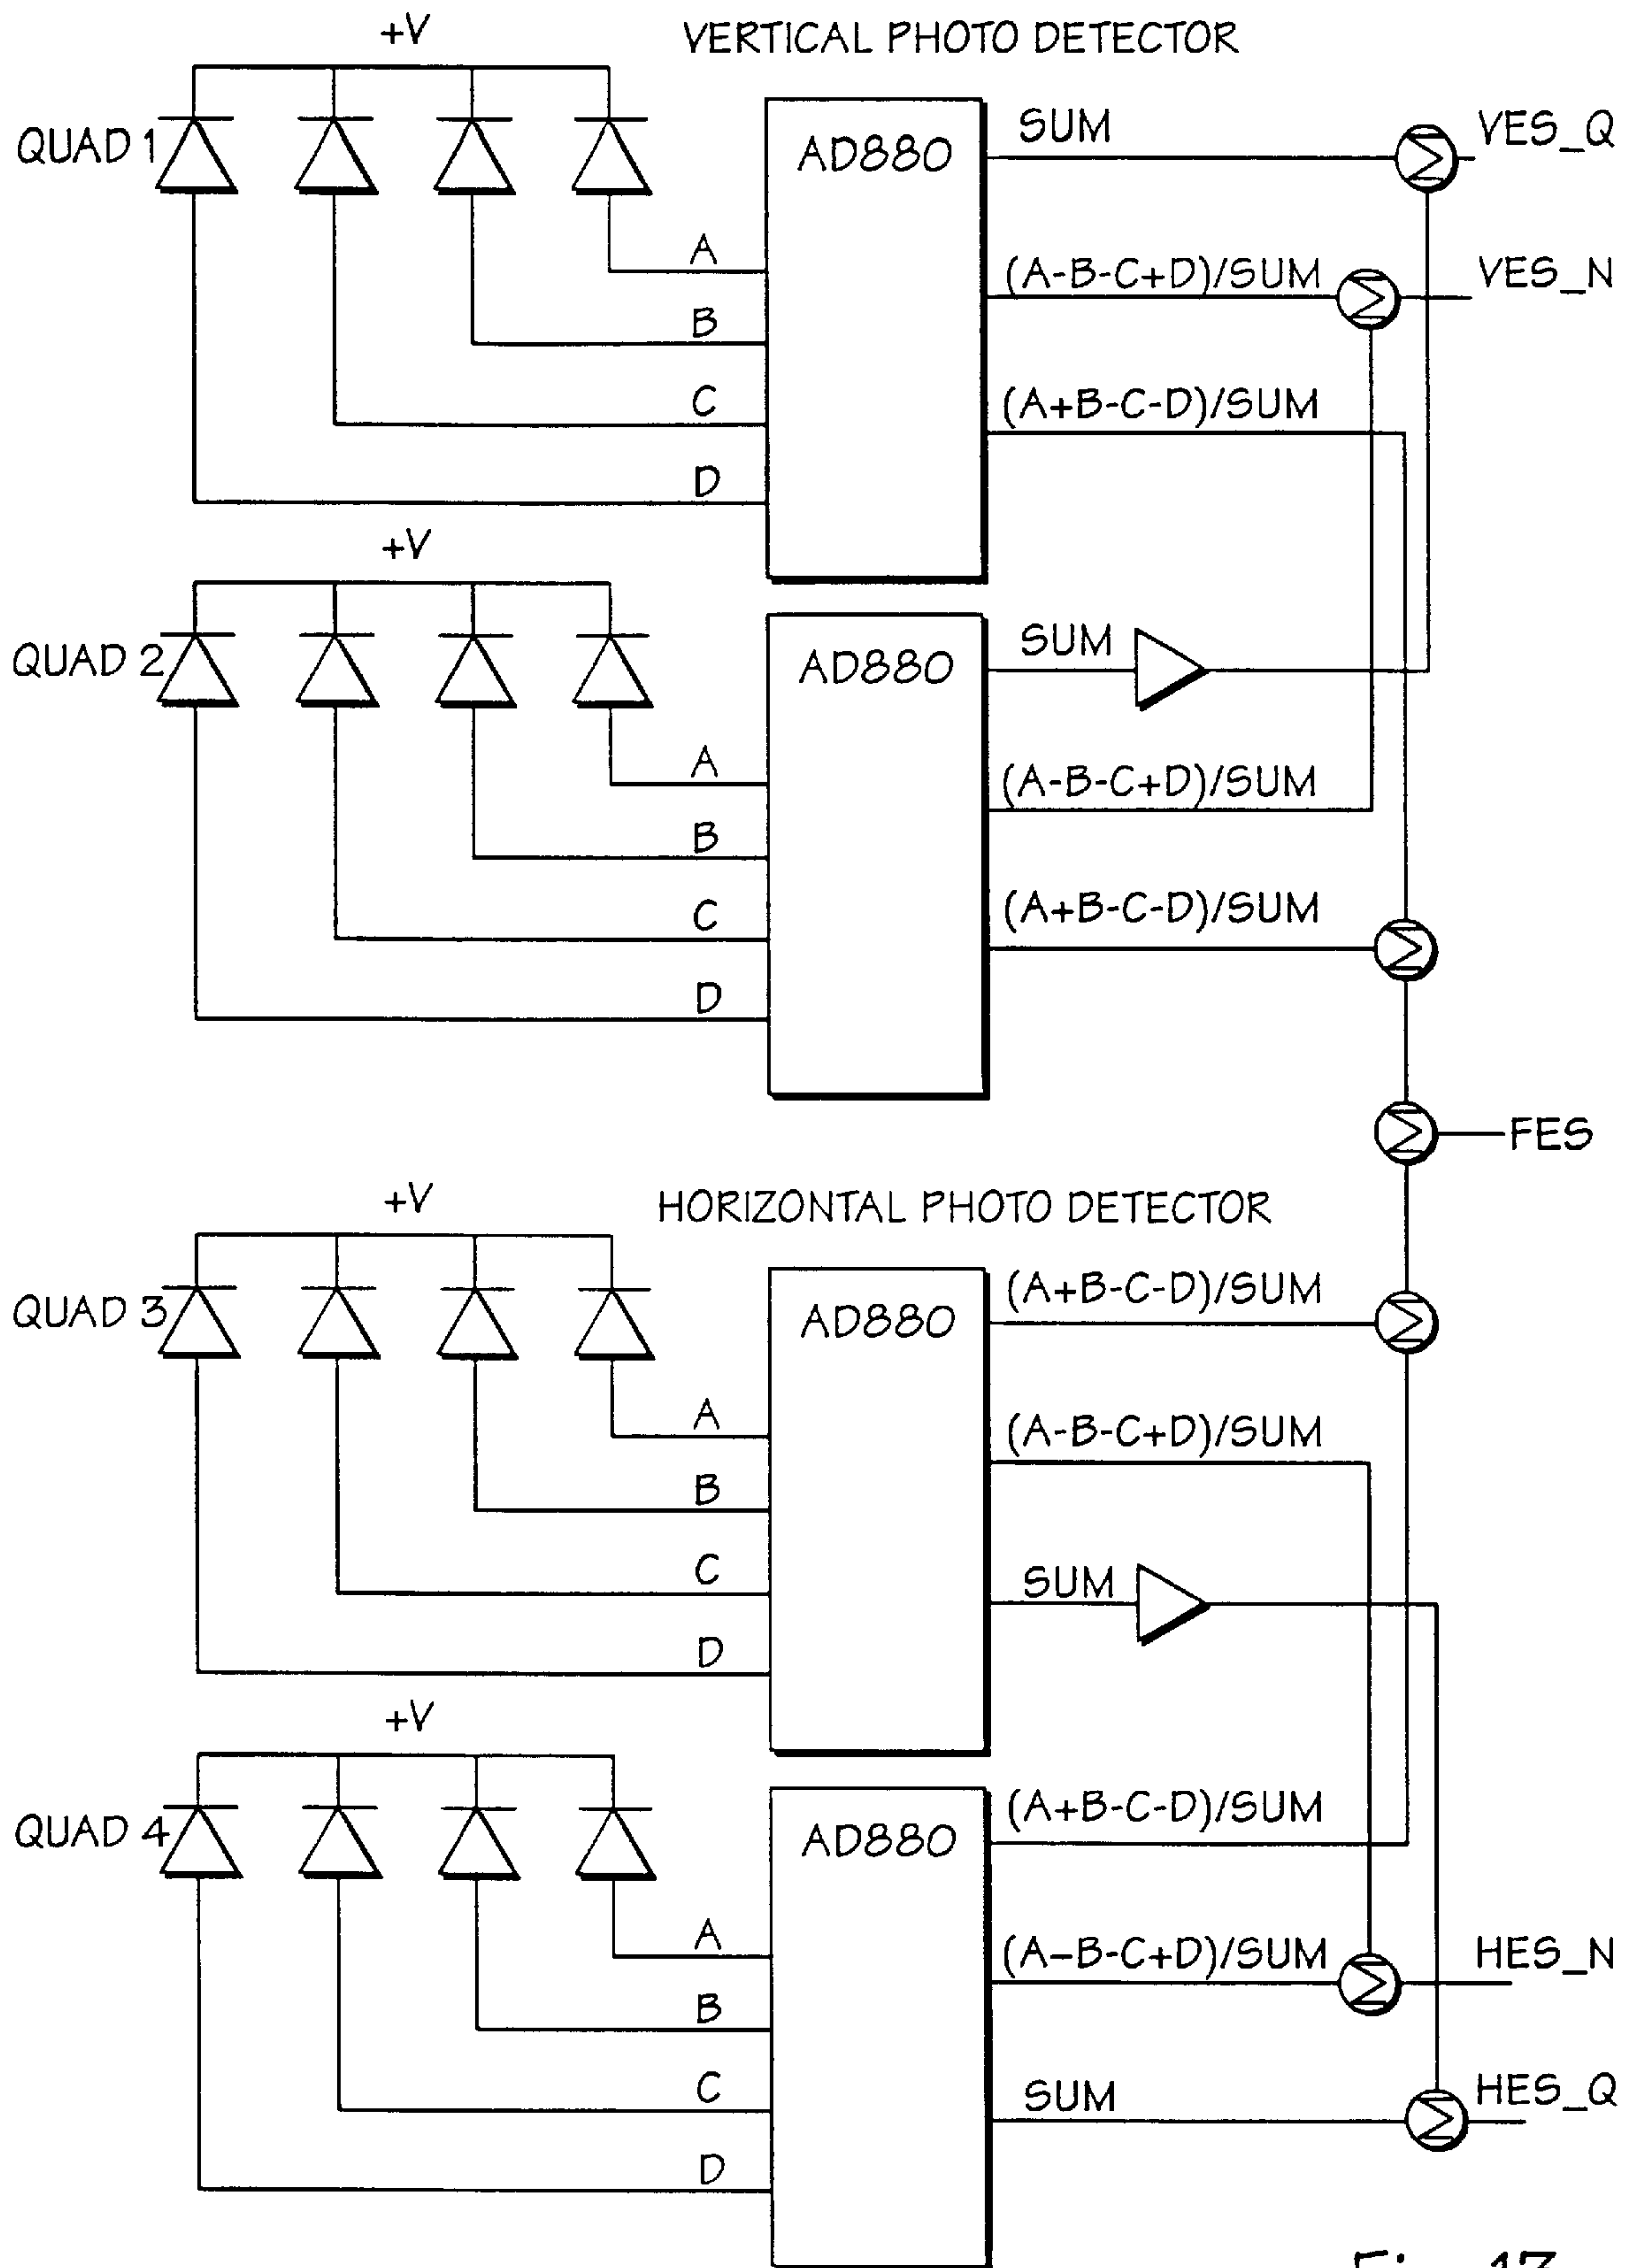 +V
VERTICAL PHOTO DETECTOR
QUAD 1
AD880
SUM
VES_Q
A
(A-B-C+D)/SUM
VES_N
B
C
(A+B-C-D)/SUM
D
+V
QUAD 2
AD880
SUM
A
(A-B-C+D)/SUM
B
C
(A+B-C-D)/SUM
D
FES
+V
HORIZONTAL PHOTO DETECTOR
QUAD 3
AD880
(A+B-C-D)/SUM
A
(A-B-C+D)/SUM
B
C
SUM
D
+V
QUAD 4
AD880
(A+B-C-D)/SUM
A
(A-B-C+D)/SUM
HES_N
B
C
SUM
HES_Q
D